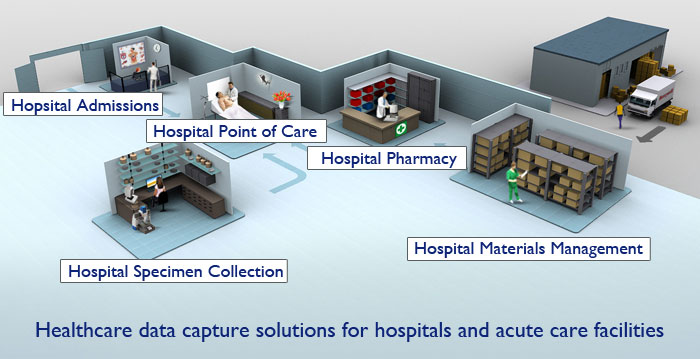 Hopsital Admissions
Hospital Point of Care
Hospital Pharmacy
Hospital Materials Management
Hospital Specimen Collection
Healthcare data capture solutions for hospitals and acute care facilities